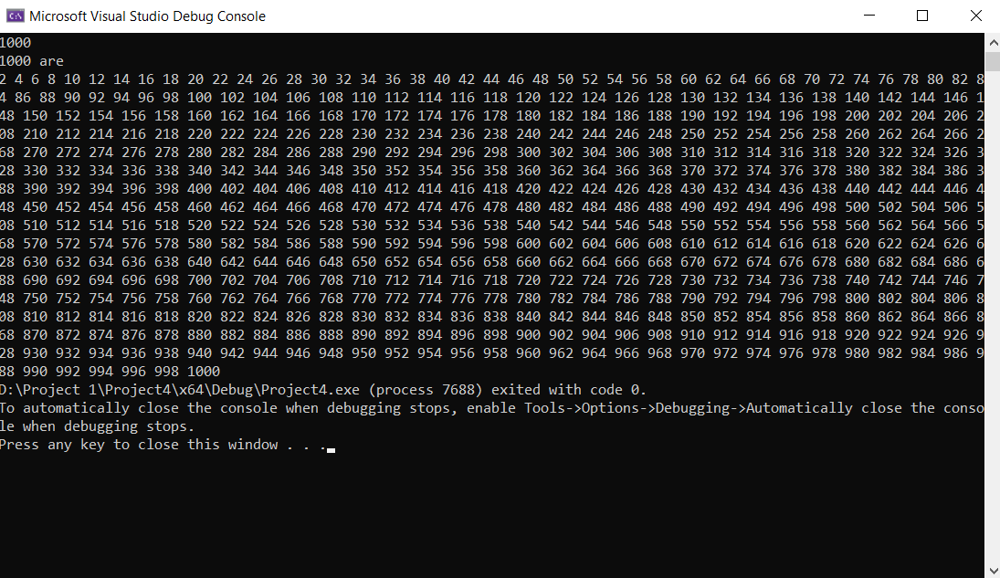 Microsoft Visual Studio Debug Console
1000
1000 are
2 4 6 8 10 12 14 16 18 20 22 24 26 28 30 32 34 36 38 40 42 44 46 48 50 52 54 56 58 60 62 64 66 68 70 72 74 76 78 80 82 8
4 86 88 90 92 94 96 98 100 102 104 106 108 110 112 114 116 118 120 122 124 126 128 130 132 134 136 138 140 142 144 146 1
48 150 152 154 156 158 160 162 164 166 168 170 172 174 176 178 180 182 184 186 188 190 192 194 196 198 200 202 204 206 2
08 210 212 214 216 218 220 222 224 226 228 230 232 234 236 238 240 242 244 246 248 250 252 254 256 258 260 262 264 266 2
68 270 272 274 276 278 280 282 284 286 288 290 292 294 296 298 300 302 304 306 308 310 312 314 316 318 320 322 324 326 3
28 330 332 334 336 338 340 342 344 346 348 350 352 354 356 358 360 362 364 366 368 370 372 374 376 378 380 382 384 386 3
88 390 392 394 396 398 400 402 404 406 408 410 412 414 416 418 420 422 424 426 428 430 432 434 436 438 440 442 444 446 4
48 450 452 454 456 458 460 462 464 466 468 470 472 474 476 478 480 482 484 486 488 490 492 494 496 498 500 502 504 506 5
08 510 512 514 516 518 520 522 524 526 528 530 532 534 536 538 540 542 544 546 548 550 552 554 556 558 560 562 564 566 5
68 570 572 574 576 578 580 582 584 586 588 590 592 594 596 598 600 602 604 606 608 610 612 614 616 618 620 622 624 626 6
28 630 632 634 636 638 640 642 644 646 648 650 652 654 656 658 660 662 664 666 668 670 672 674 676 678 680 682 684 686 6
88 690 692 694 696 698 700 702 704 706 708 710 712 714 716 718 720 722 724 726 728 730 732 734 736 738 740 742 744 746 7
48 750 752 754 756 758 760 762 764 766 768 770 772 774 776 778 780 782 784 786 788 790 792 794 796 798 800 802 804 806 8
08 810 812 814 816 818 820 822 824 826 828 830 832 834 836 838 840 842 844 846 848 850 852 854 856 858 860 862 864 866 8
68 870 872 874 876 878 880 882 884 886 888 890 892 894 896 898 900 902 904 906 908 910 912 914 916 918 920 922 924 926 9
28 930 932 934 936 938 940 942 944 946 948 950 952 954 956 958 960 962 964 966 968 970 972 974 976 978 980 982 984 986 9
88 990 992 994 996 998 1000
D:\Project 1\Project4\x64\Debug\Project4.exe (process 7688) exited with code 0.
To automatically close the console when debugging stops, enable Tools->Options->Debugging->Automatically close the conso
le when debugging stops.
Press any key to close this window . . .